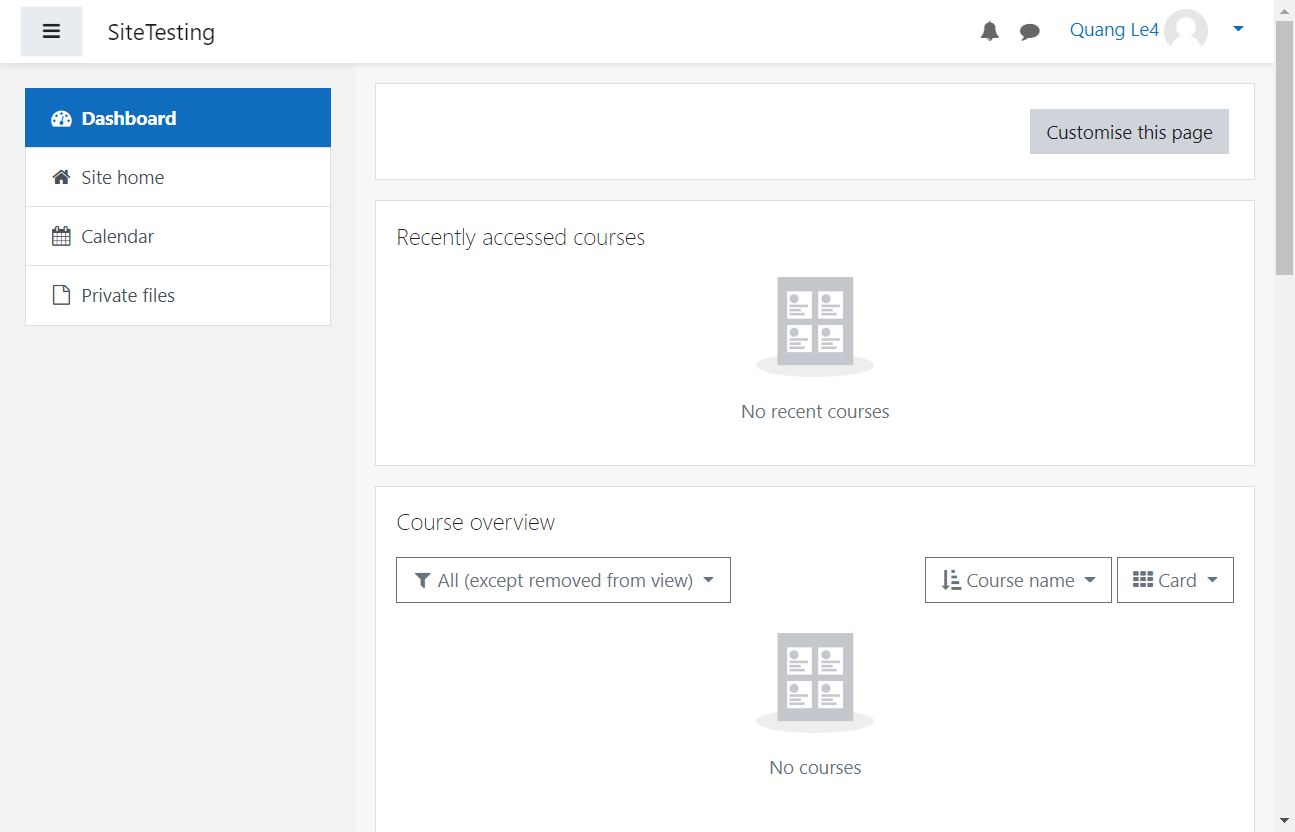 SiteTesting
Quang Le4
Dashboard
Site home
Calendar
Private files
Customise this page
Recently accessed courses
No recent courses
Course overview
All (except removed from view)
Course name
Card
No courses